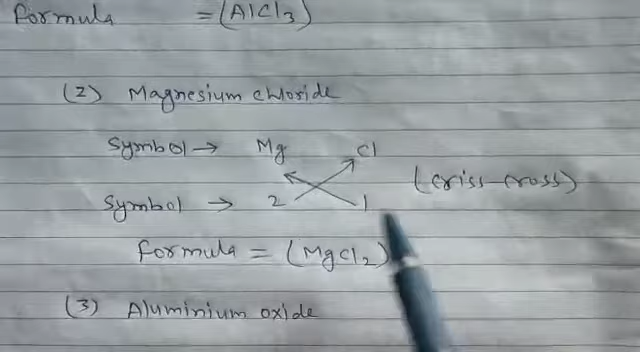 Formula = (AlCl3)
(2) Magnesium chloride
Symbol → Mg Cl
(criss-cross)
Symbol → 2 1
formula = (MgCl2)
(3) Aluminium oxide